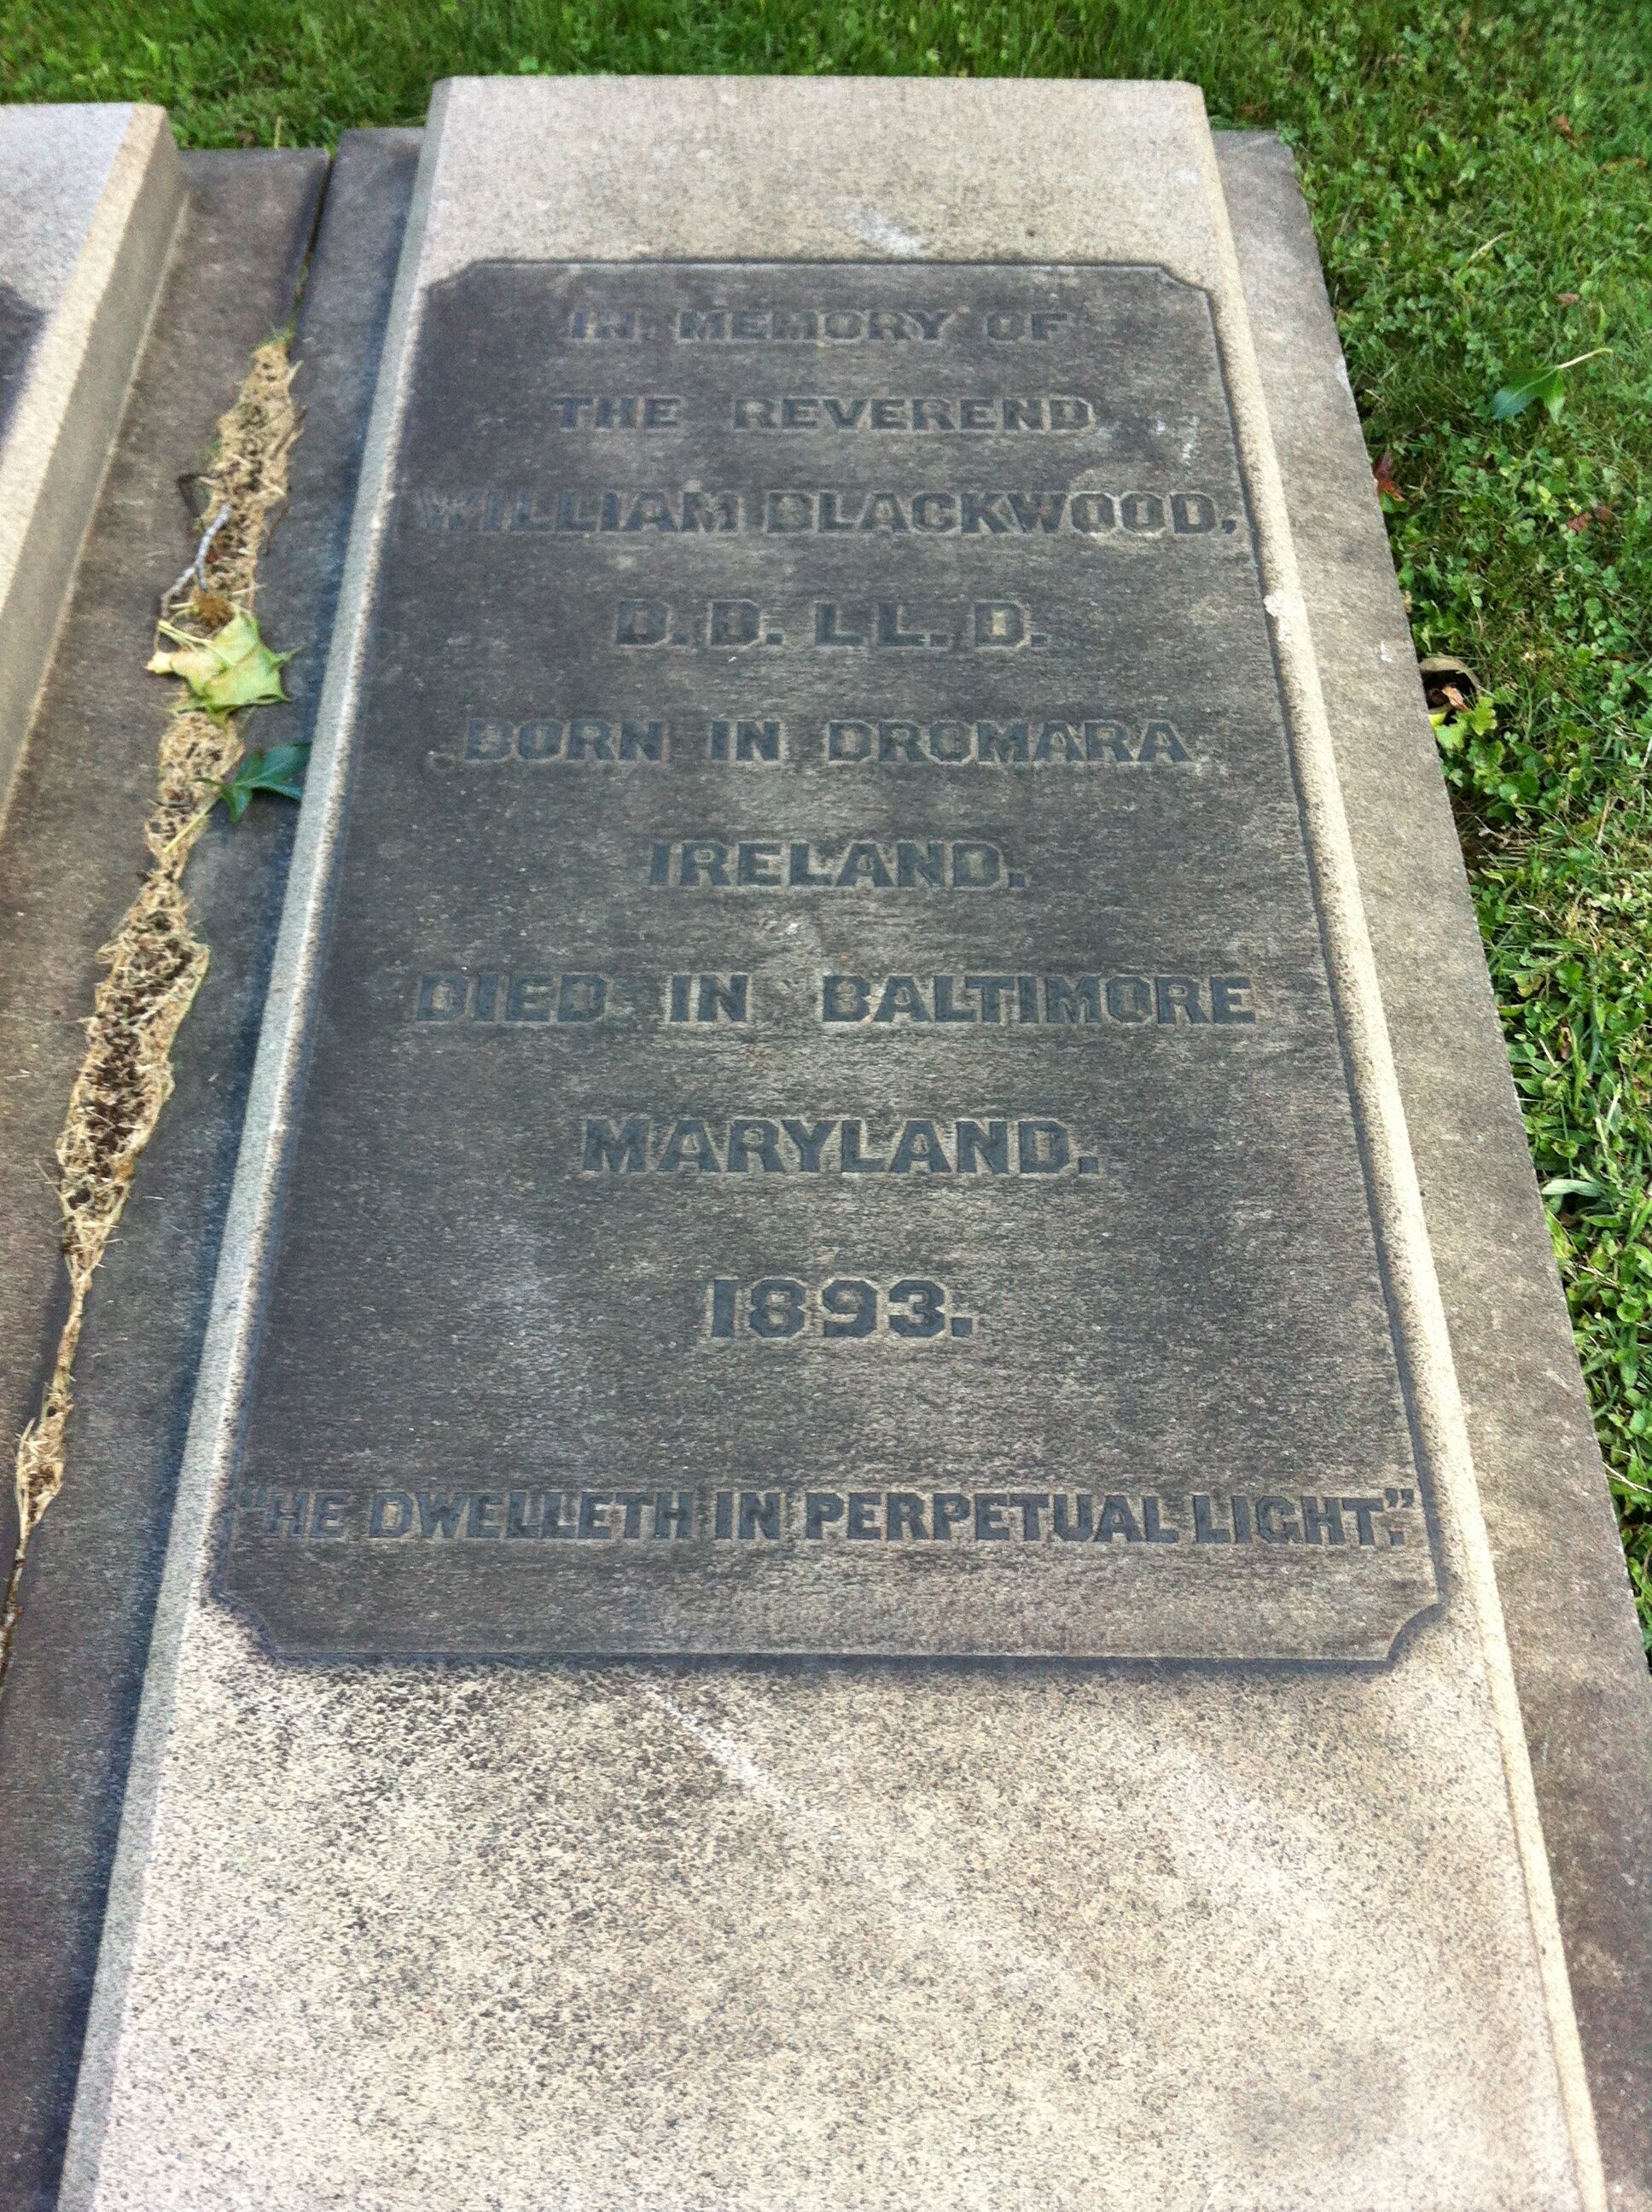 IN MEMORY OF
THE REVEREND
WILLIAM BLACKWOOD,
D.D. LL.D.
BORN IN DROMARA
IRELAND.
DIED IN BALTIMORE
MARYLAND.
1893.
"HE DWELLETH IN PERPETUAL LIGHT."